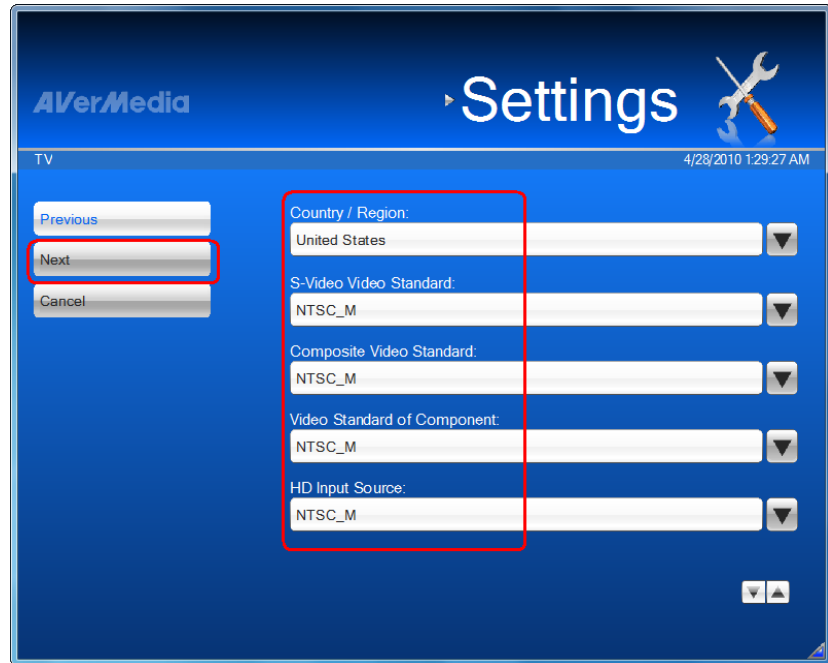 AVerMedia
Settings
TV
4/28/2010 1:29:27 AM
Previous
Next
Cancel
Country / Region:
United States
S-Video Video Standard:
NTSC_M
Composite Video Standard:
NTSC_M
Video Standard of Component:
NTSC_M
HD Input Source:
NTSC_M